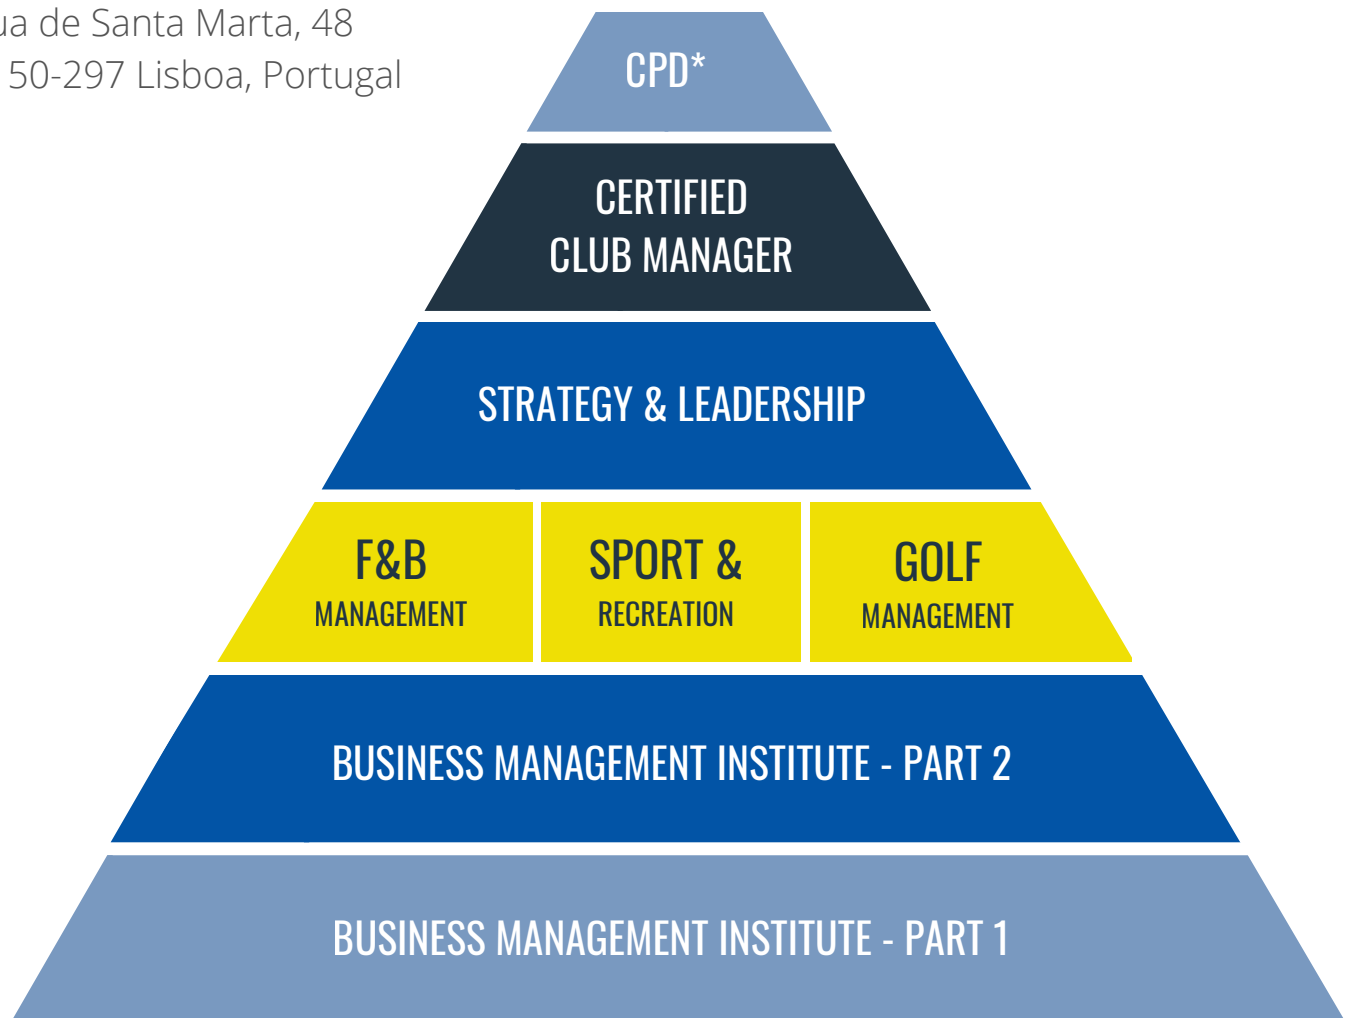 de Santa Marta, 48
50-297 Lisboa, Portugal
CPD*
CERTIFIED
CLUB MANAGER
STRATEGY & LEADERSHIP
F&B
MANAGEMENT
SPORT &
RECREATION
GOLF
MANAGEMENT
BUSINESS MANAGEMENT INSTITUTE - PART 2
BUSINESS MANAGEMENT INSTITUTE - PART 1